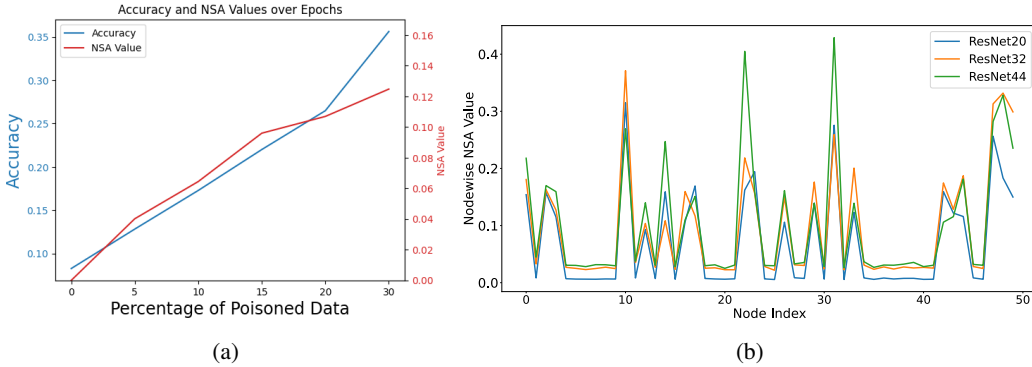 Accuracy and NSA Values over Epochs
Accuracy
NSA Value
0.35
0.30
0.25
0.20
0.15
0.10
Accuracy
0.16
0.14
0.12
0.10
0.08
0.06
0.04
0.02
0.00
NSA Value
0 5 10 15 20 30
Percentage of Poisoned Data
(a)
ResNet20
ResNet32
ResNet44
0.4
0.3
0.2
0.1
0.0
Nodewise NSA Value
0 10 20 30 40 50
Node Index
(b)